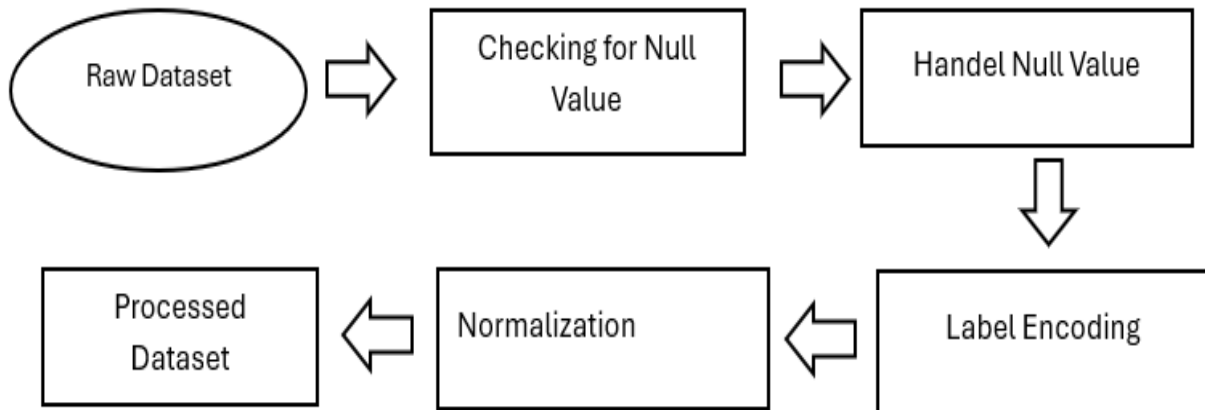 Raw Dataset
Checking for Null
Value
Handel Null Value
Label Encoding
Normalization
Processed
Dataset